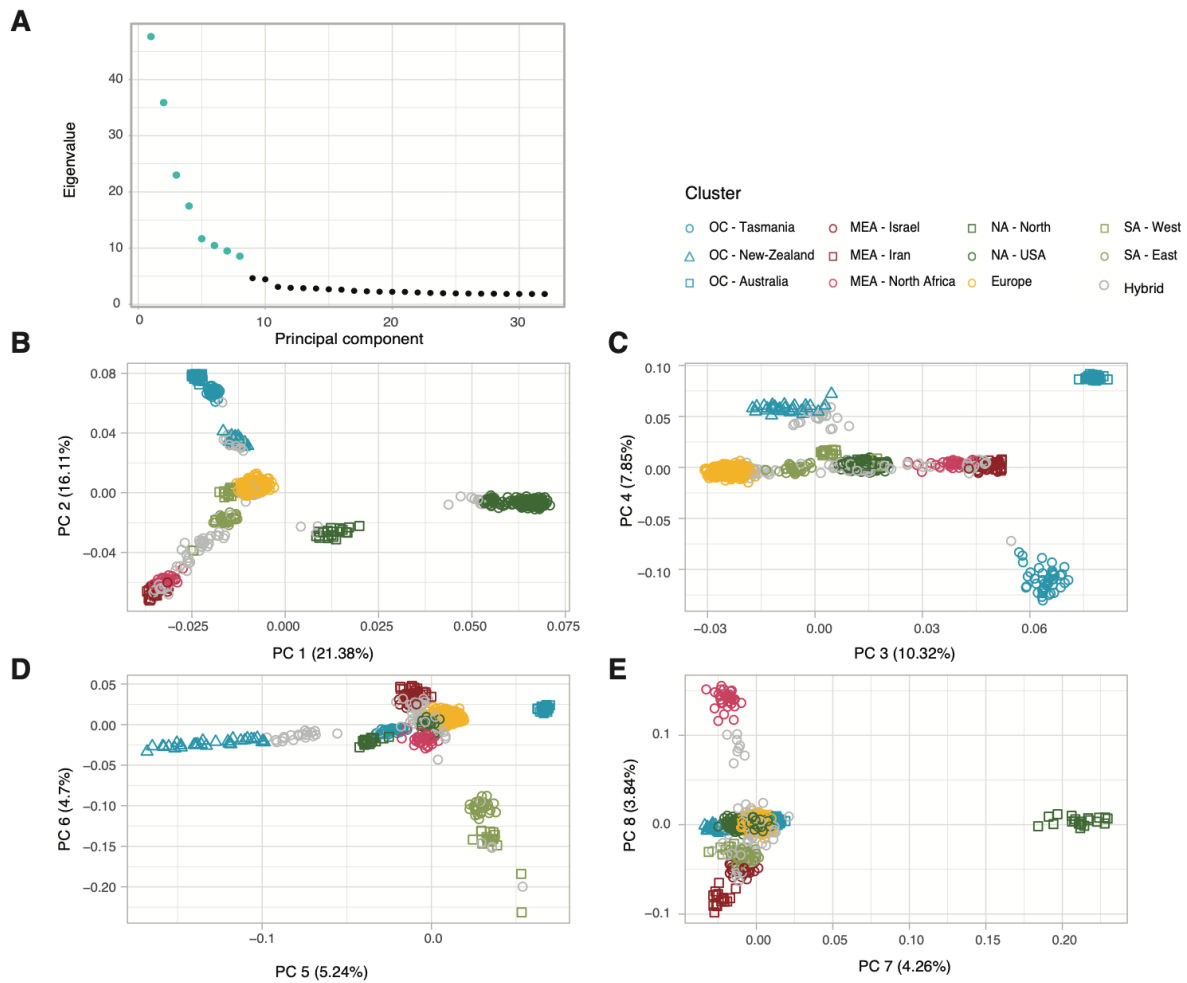 A
Eigenvalue
40
30
20
10
0
0 10 20 30
Principal component
Cluster
OC - Tasmania MEA - Israel NA - North SA - West
OC - New-Zealand MEA - Iran NA - USA SA - East
OC - Australia MEA - North Africa Europe Hybrid
B
PC 2 (16.11%)
0.08
0.04
0.00
−0.04
−0.025 0.000 0.025 0.050 0.075
PC 1 (21.38%)
C
PC 4 (7.85%)
0.10
0.05
0.00
−0.05
−0.10
−0.03 0.00 0.03 0.06
PC 3 (10.32%)
D
PC 6 (4.7%)
0.05
0.00
−0.05
−0.10
−0.15
−0.20
−0.1 0.0
PC 5 (5.24%)
E
PC 8 (3.84%)
0.1
0.0
−0.1
0.00 0.05 0.10 0.15 0.20
PC 7 (4.26%)